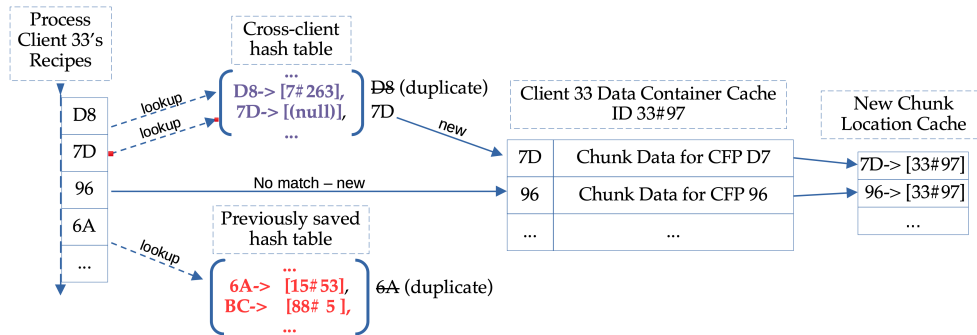 Process
Client 33's
Recipes
D8
7D
96
6A
...
lookup
lookup
lookup
Cross-client
hash table
...
D8-> [7# 263],
7D-> [(null)],
...
D8 (duplicate)
7D
new
No match – new
Previously saved
hash table
...
6A-> [15# 53],
BC-> [88# 5 ],
...
6A (duplicate)
Client 33 Data Container Cache
ID 33#97
7D Chunk Data for CFP D7
96 Chunk Data for CFP 96
... ...
New Chunk
Location Cache
7D-> [33#97]
96-> [33#97]
...